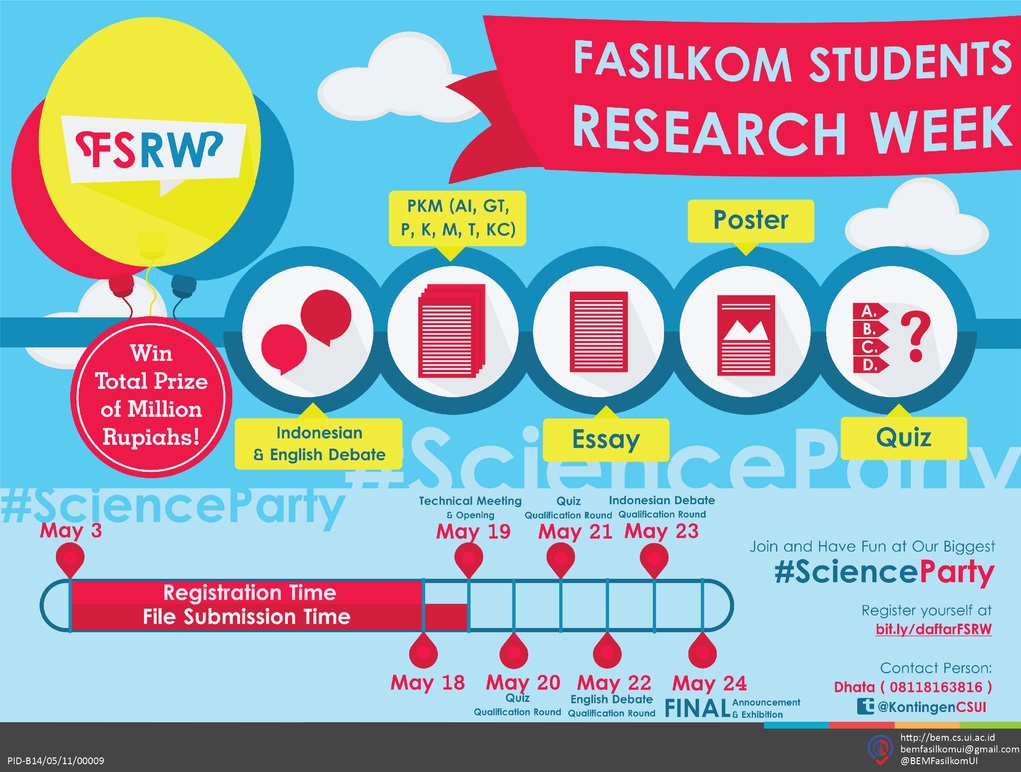 FASILKOM STUDENTS
RESEARCH WEEK
FSRW
PKM (AI, GT,
P, K, M, T, KC)
Poster
A.
B.
C.
D.
?
Win
Total Prize
of Million
Rupiahs!
Indonesian
& English Debate
Essay
Quiz
#ScienceParty
#ScienceParty
May 3
Technical Meeting
& Opening
May 19
Quiz
Qualification Round
May 21
Indonesian Debate
Qualification Round
May 23
Registration Time
File Submission Time
May 18
May 20
Quiz
Qualification Round
May 22
English Debate
Qualification Round
May 24
FINAL Announcement
& Exhibition
Join and Have Fun at Our Biggest
#ScienceParty
Register yourself at
bit.ly/daftarFSRW
Contact Person:
Dhata ( 08118163816 )
@KontingenCSUI
PID-B14/05/11/00009
http://bem.cs.ui.ac.id
bemfasilkomui@gmail.com
@BEMFasilkomUI